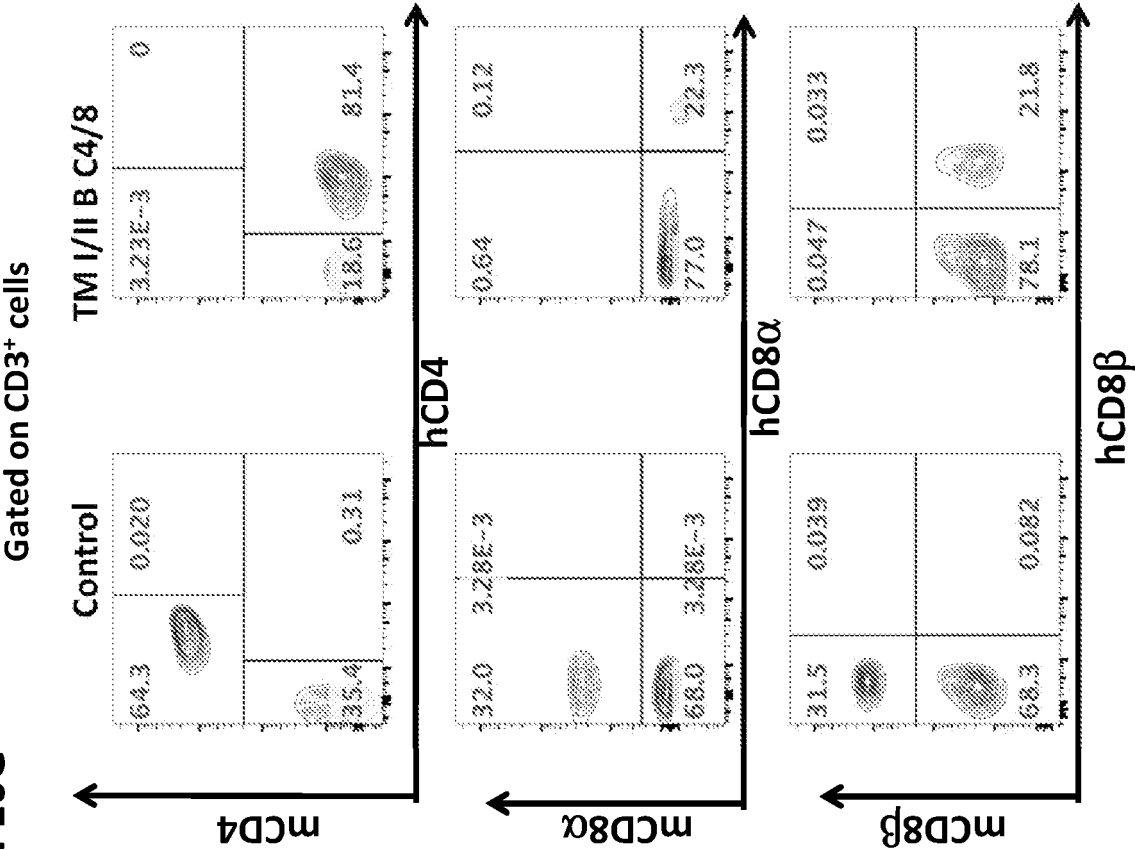 Gated on CD3⁺ cells
Control
TM I/II B C4/8
mCD4
64.3
0.020
35.4
0.31
3.23E-3
0
18.6
81.4
hCD4
mCD8α
32.0
3.28E-3
68.0
3.28E-3
0.64
0.12
77.0
22.3
hCD8α
mCD8β
31.5
0.039
68.3
0.082
0.047
0.033
78.1
21.8
hCD8β